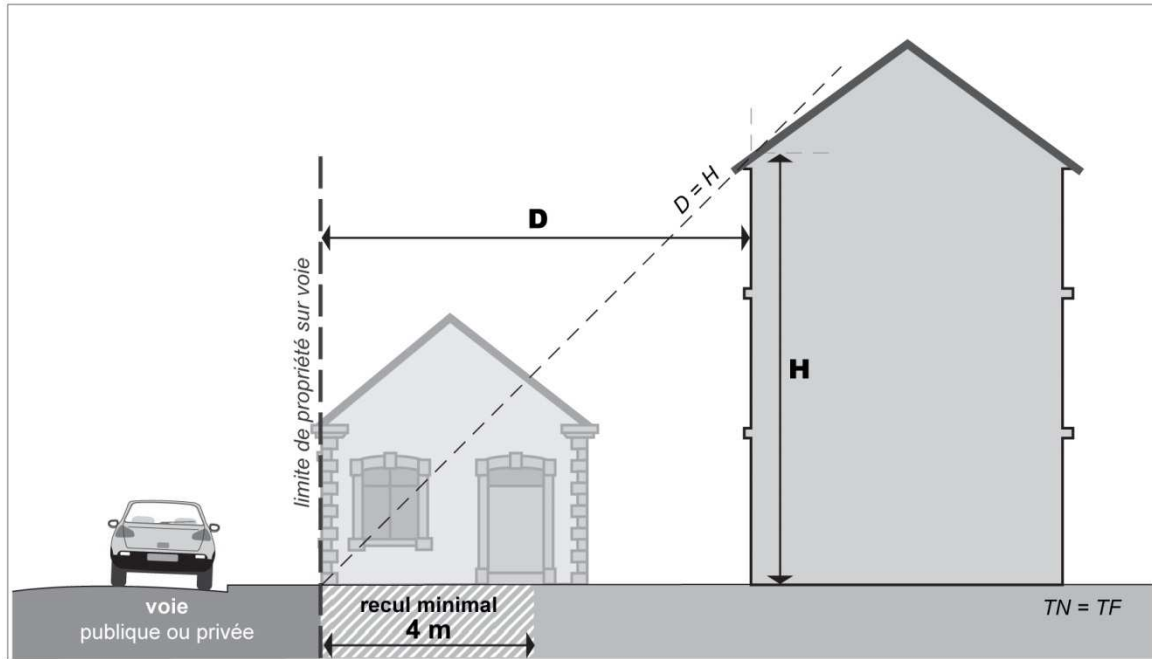 D = H
D
limite de propriété sur voie
H
voie
publique ou privée
recul minimal
4 m
TN = TF